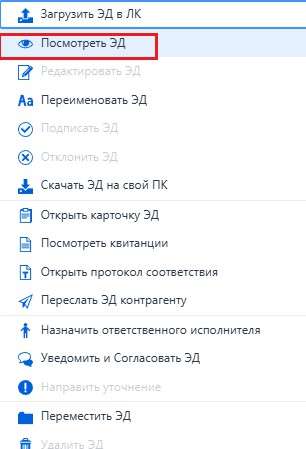 Загрузить ЭД в ЛК
Посмотреть ЭД
Редактировать ЭД
Aa Переименовать ЭД
Подписать ЭД
Отклонить ЭД
Скачать ЭД на свой ПК
Открыть карточку ЭД
Посмотреть квитанции
Открыть протокол соответствия
Переслать ЭД контрагенту
Назначить ответственного исполнителя
Уведомить и Согласовать ЭД
Направить уточнение
Переместить ЭД
Удалить ЭД